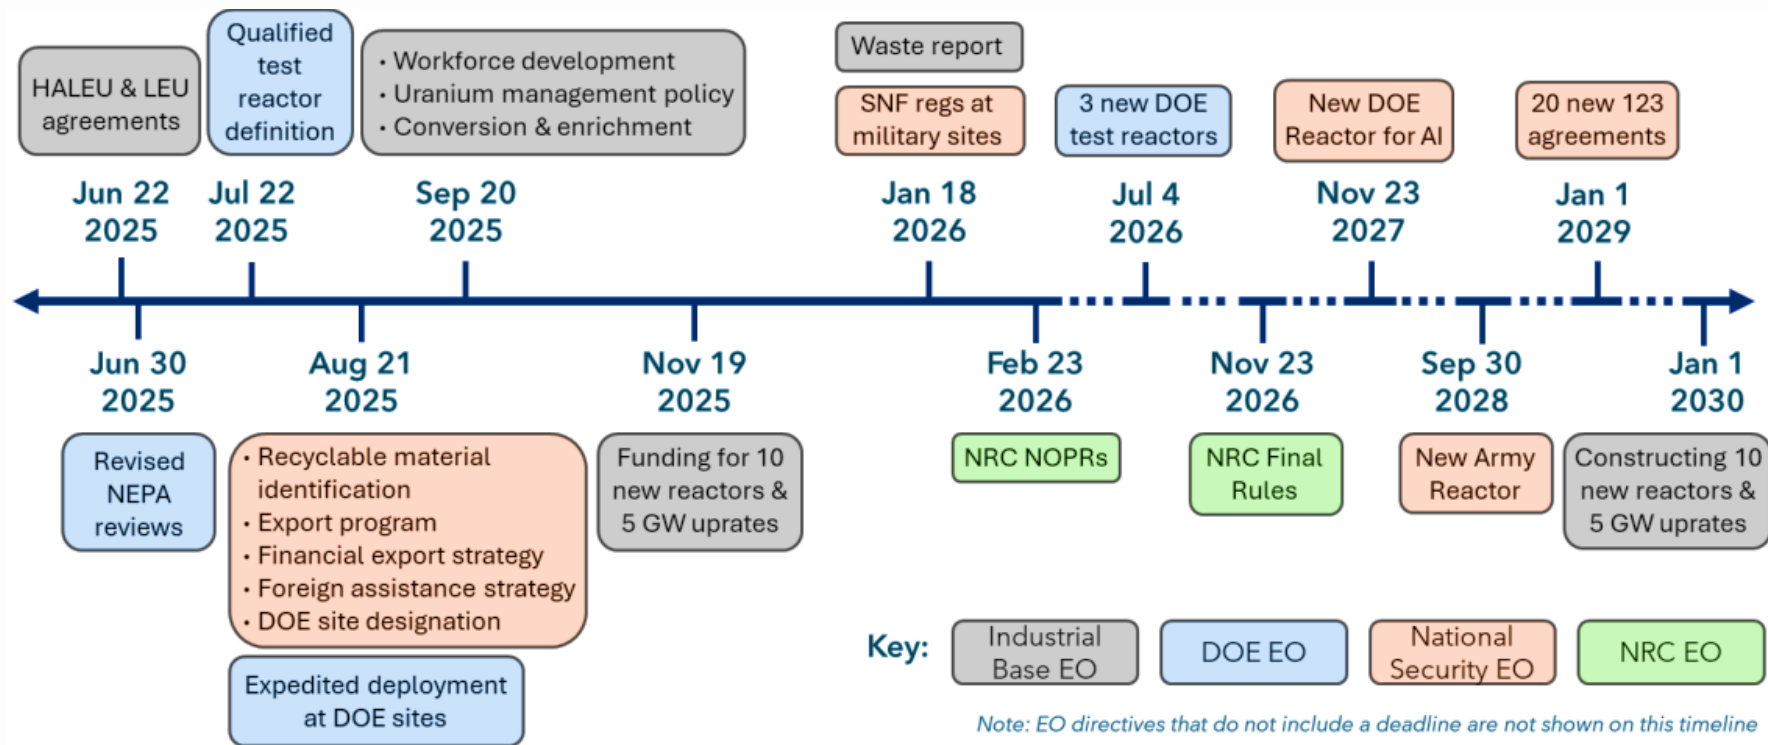 HALEU & LEU
agreements
Qualified
test
reactor
definition
• Workforce development
• Uranium management policy
• Conversion & enrichment
Waste report
SNF regs at
military sites
3 new DOE
test reactors
New DOE
Reactor for AI
20 new 123
agreements
Jun 22
2025
Jul 22
2025
Sep 20
2025
Jan 18
2026
Jul 4
2026
Nov 23
2027
Jan 1
2029
Jun 30
2025
Aug 21
2025
Nov 19
2025
Feb 23
2026
Nov 23
2026
Sep 30
2028
Jan 1
2030
Revised
NEPA
reviews
• Recyclable material
identification
• Export program
• Financial export strategy
• Foreign assistance strategy
• DOE site designation
Expedited deployment
at DOE sites
Funding for 10
new reactors &
5 GW uprates
NRC NOPRs
NRC Final
Rules
New Army
Reactor
Constructing 10
new reactors &
5 GW uprates
Key:
Industrial
Base EO
DOE EO
National
Security EO
NRC EO
Note: EO directives that do not include a deadline are not shown on this timeline